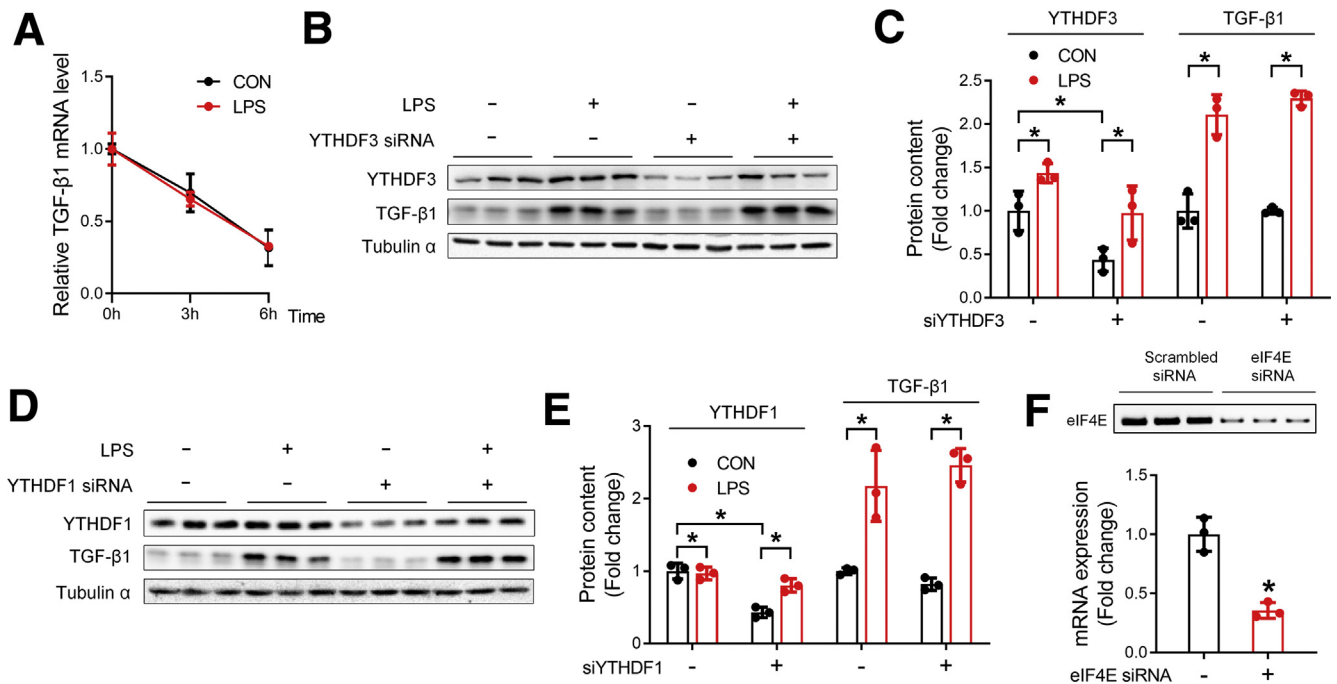 A
Relative TGF-β1 mRNA level
1.5
1.0
0.5
0.0
CON
LPS
0h
3h
6h
Time
B
LPS
- + - +
YTHDF3 siRNA
- - + +
YTHDF3
TGF-β1
Tubulin α
C
YTHDF3
TGF-β1
CON
LPS
Protein content
(Fold change)
2.5
2.0
1.5
1.0
0.5
0.0
* * * * *
siYTHDF3
- + - +
D
LPS
- + - +
YTHDF1 siRNA
- - + +
YTHDF1
TGF-β1
Tubulin α
E
YTHDF1
TGF-β1
CON
LPS
Protein content
(Fold change)
3
2
1
0
* * * * *
siYTHDF1
- + - +
F
Scrambled
siRNA
eIF4E
siRNA
eIF4E
mRNA expression
(Fold change)
1.5
1.0
0.5
0.0
*
eIF4E siRNA
- +